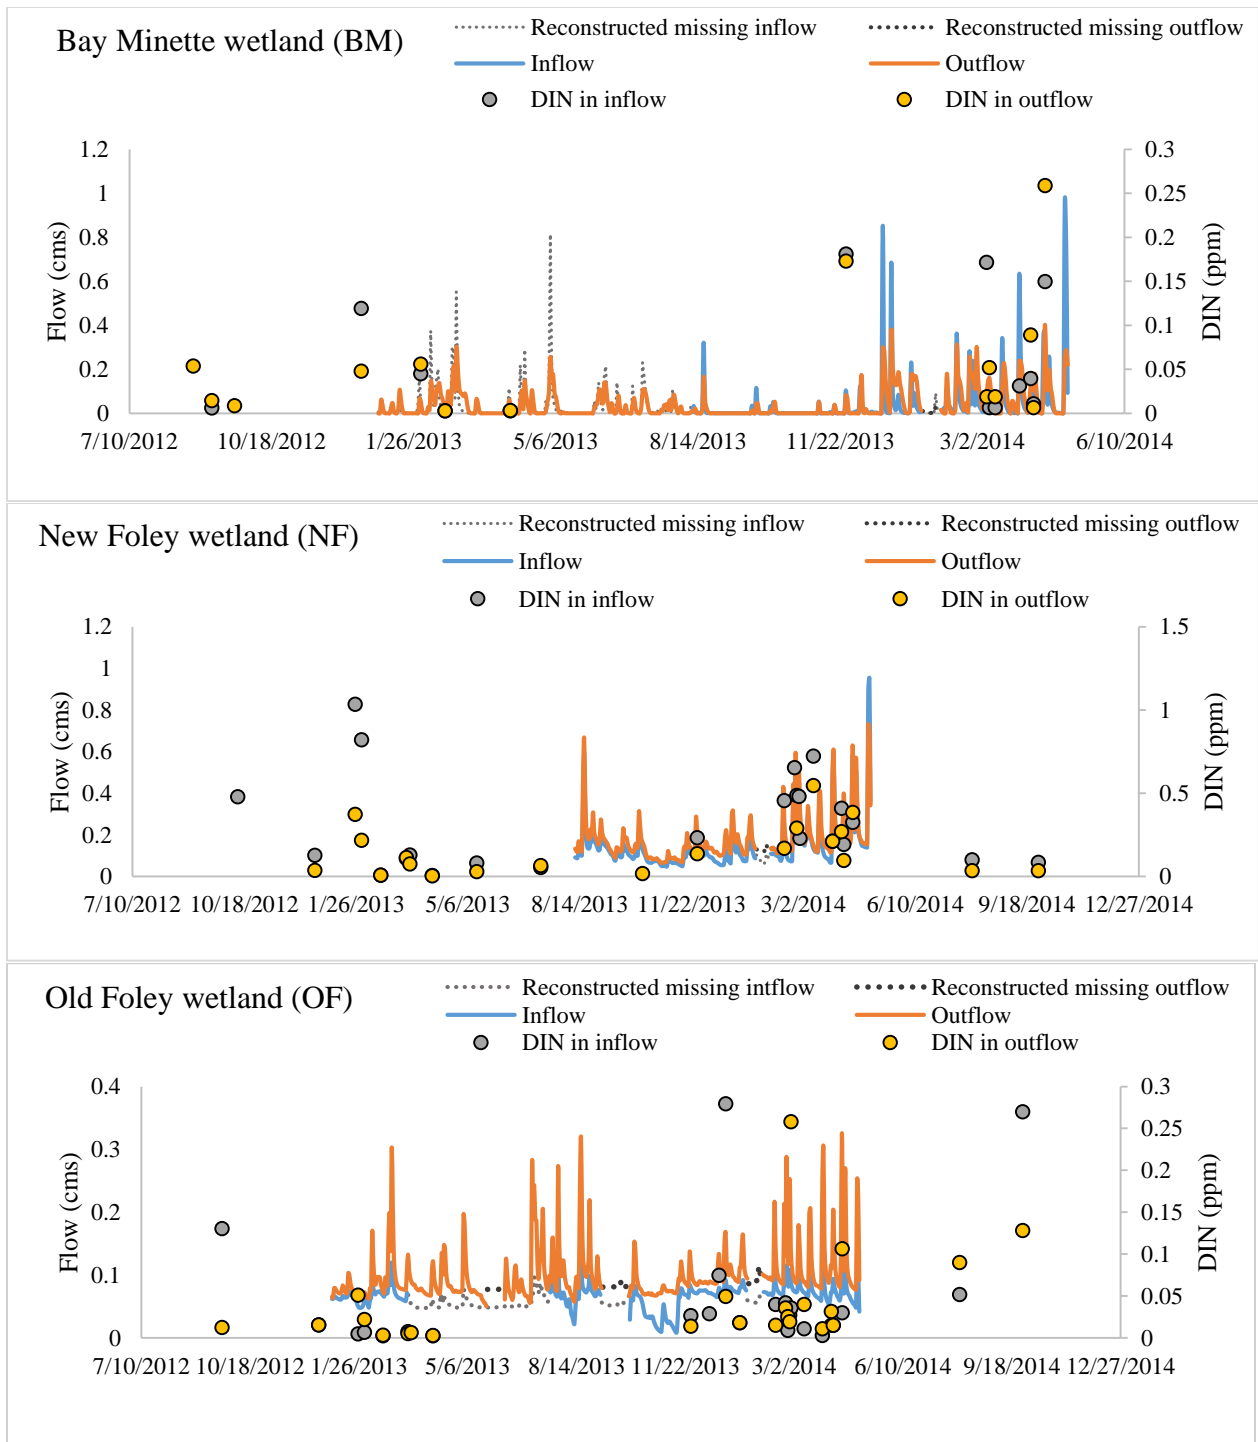 Bay Minette wetland (BM)
Reconstructed missing inflow
Reconstructed missing outflow
Inflow
Outflow
DIN in inflow
DIN in outflow
Flow (cms)
1.2
1
0.8
0.6
0.4
0.2
0
0.3
0.25
0.2
0.15
0.1
0.05
0
DIN (ppm)
7/10/2012 10/18/2012 1/26/2013 5/6/2013 8/14/2013 11/22/2013 3/2/2014 6/10/2014
New Foley wetland (NF)
Reconstructed missing inflow
Reconstructed missing outflow
Inflow
Outflow
DIN in inflow
DIN in outflow
Flow (cms)
1.2
1
0.8
0.6
0.4
0.2
0
1.5
1
0.5
0
DIN (ppm)
7/10/2012 10/18/2012 1/26/2013 5/6/2013 8/14/2013 11/22/2013 3/2/2014 6/10/2014 9/18/2014 12/27/2014
Old Foley wetland (OF)
Reconstructed missing intflow
Reconstructed missing outflow
Inflow
Outflow
DIN in inflow
DIN in outflow
Flow (cms)
0.4
0.3
0.2
0.1
0
0.3
0.25
0.2
0.15
0.1
0.05
0
DIN (ppm)
7/10/2012 10/18/2012 1/26/2013 5/6/2013 8/14/2013 11/22/2013 3/2/2014 6/10/2014 9/18/2014 12/27/2014